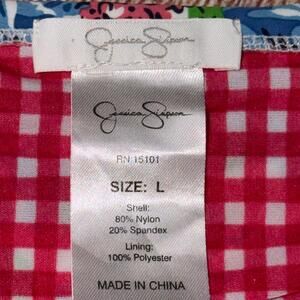 Jessica Simpson
Jessica Simpson
RN 15101
SIZE: L
Shell:
80% Nylon
20% Spandex
Lining:
100% Polyester
MADE IN CHINA